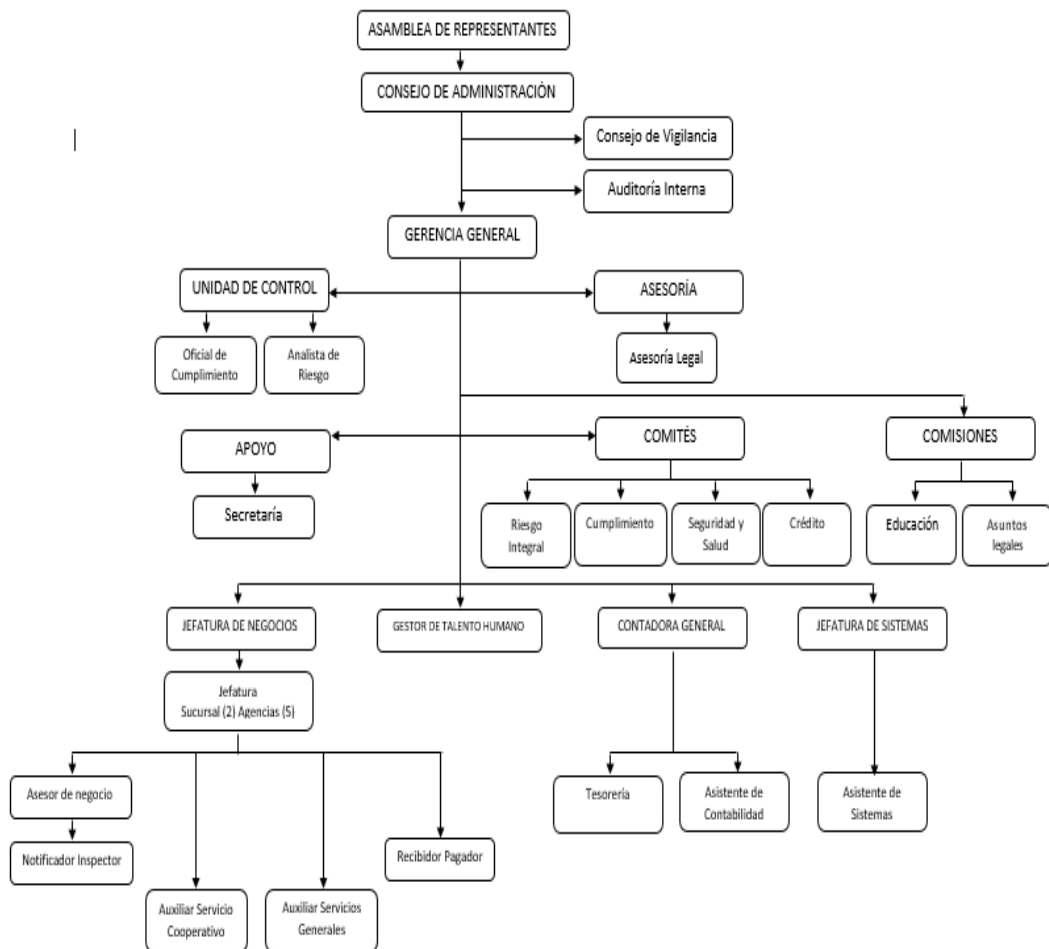 ASAMBLEA DE REPRESENTANTES
CONSEJO DE ADMINISTRACIÓN
Consejo de Vigilancia
Auditoría Interna
GERENCIA GENERAL
UNIDAD DE CONTROL
ASESORÍA
Oficial de
Cumplimiento
Analista de
Riesgo
Asesoría Legal
APOYO
COMITÉS
COMISIONES
Secretaría
Riesgo
Integral
Cumplimiento
Seguridad y
Salud
Crédito
Educación
Asuntos
legales
JEFATURA DE NEGOCIOS
GESTOR DE TALENTO HUMANO
CONTADORA GENERAL
JEFATURA DE SISTEMAS
Jefatura
Sucursal (2) Agencias (5)
Asesor de negocio
Tesorería
Asistente de
Contabilidad
Asistente de
Sistemas
Notificador Inspector
Recibidor Pagador
Auxiliar Servicio
Cooperativo
Auxiliar Servicios
Generales